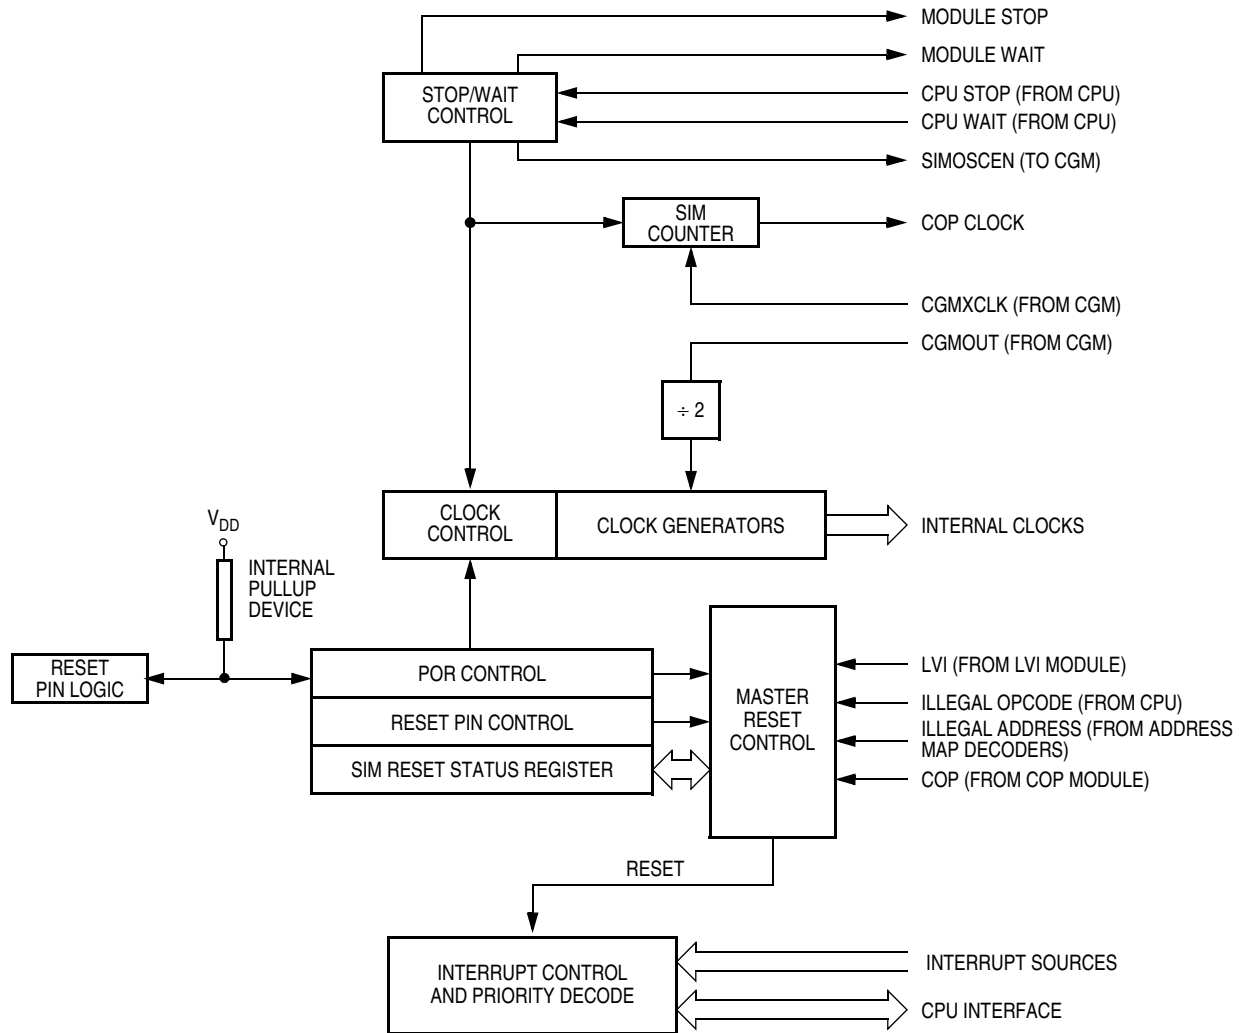 MODULE STOP
MODULE WAIT
STOP/WAIT
CONTROL
CPU STOP (FROM CPU)
CPU WAIT (FROM CPU)
SIMOSCEN (TO CGM)
SIM
COUNTER
COP CLOCK
CGMXCLK (FROM CGM)
CGMOUT (FROM CGM)
÷ 2
CLOCK
CONTROL
CLOCK GENERATORS
INTERNAL CLOCKS
VDD
INTERNAL
PULLUP
DEVICE
RESET
PIN LOGIC
POR CONTROL
RESET PIN CONTROL
SIM RESET STATUS REGISTER
MASTER
RESET
CONTROL
LVI (FROM LVI MODULE)
ILLEGAL OPCODE (FROM CPU)
ILLEGAL ADDRESS (FROM ADDRESS
MAP DECODERS)
COP (FROM COP MODULE)
RESET
INTERRUPT CONTROL
AND PRIORITY DECODE
INTERRUPT SOURCES
CPU INTERFACE